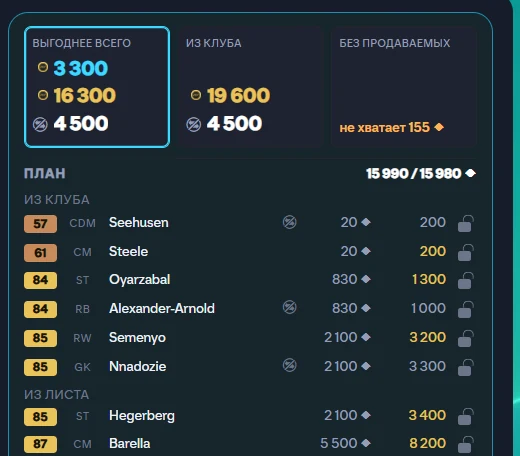 ВЫГОДНЕЕ ВСЕГО ИЗ КЛУБА БЕЗ ПРОДАВАЕМЫХ
3 300
16 300 19 600
4 500 4 500 не хватает 155
ПЛАН 15 990 / 15 980
ИЗ КЛУБА
57 CDM Seehusen 20 200
61 CM Steele 20 200
84 ST Oyarzabal 830 1 300
84 RB Alexander-Arnold 830 1 000
85 RW Semenyo 2 100 3 200
85 GK Nnadozie 2 100 3 300
ИЗ ЛИСТА
85 ST Hegerberg 2 100 3 400
87 CM Barella 5 500 8 200